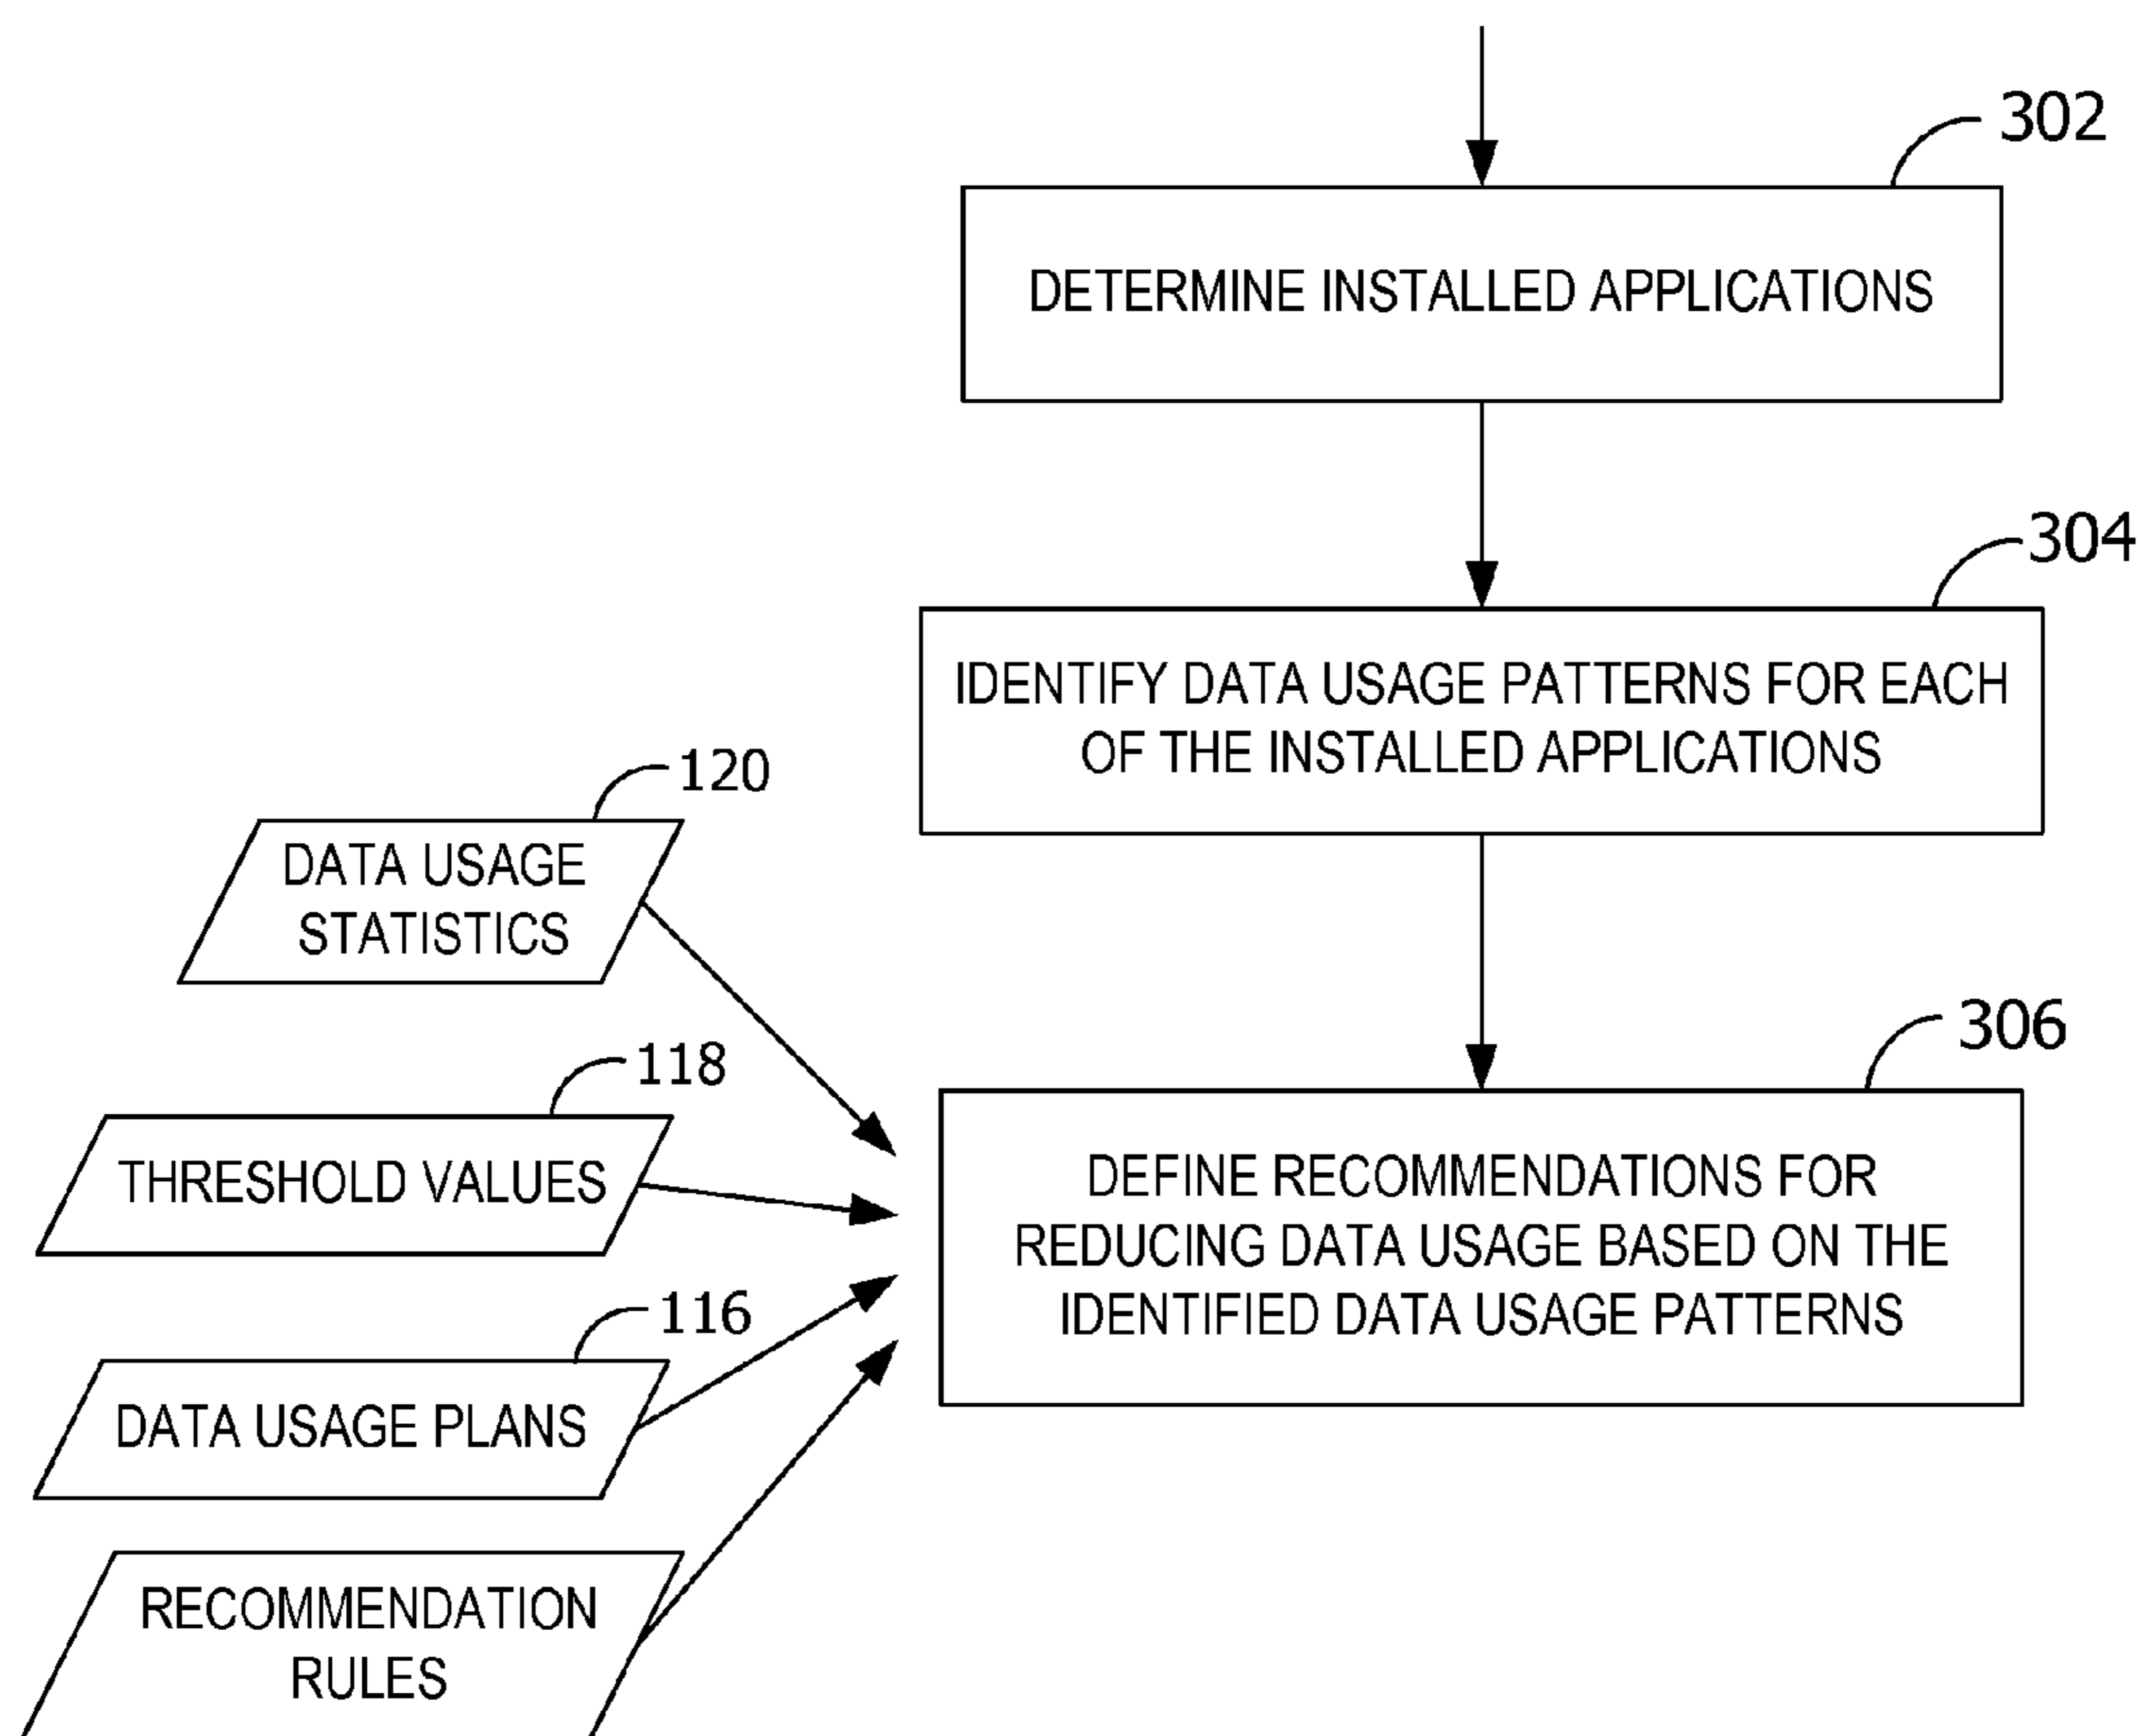 302
DETERMINE INSTALLED APPLICATIONS
304
IDENTIFY DATA USAGE PATTERNS FOR EACH
OF THE INSTALLED APPLICATIONS
120
DATA USAGE
STATISTICS
118
THRESHOLD VALUES
116
DATA USAGE PLANS
RECOMMENDATION
RULES
306
DEFINE RECOMMENDATIONS FOR
REDUCING DATA USAGE BASED ON THE
IDENTIFIED DATA USAGE PATTERNS